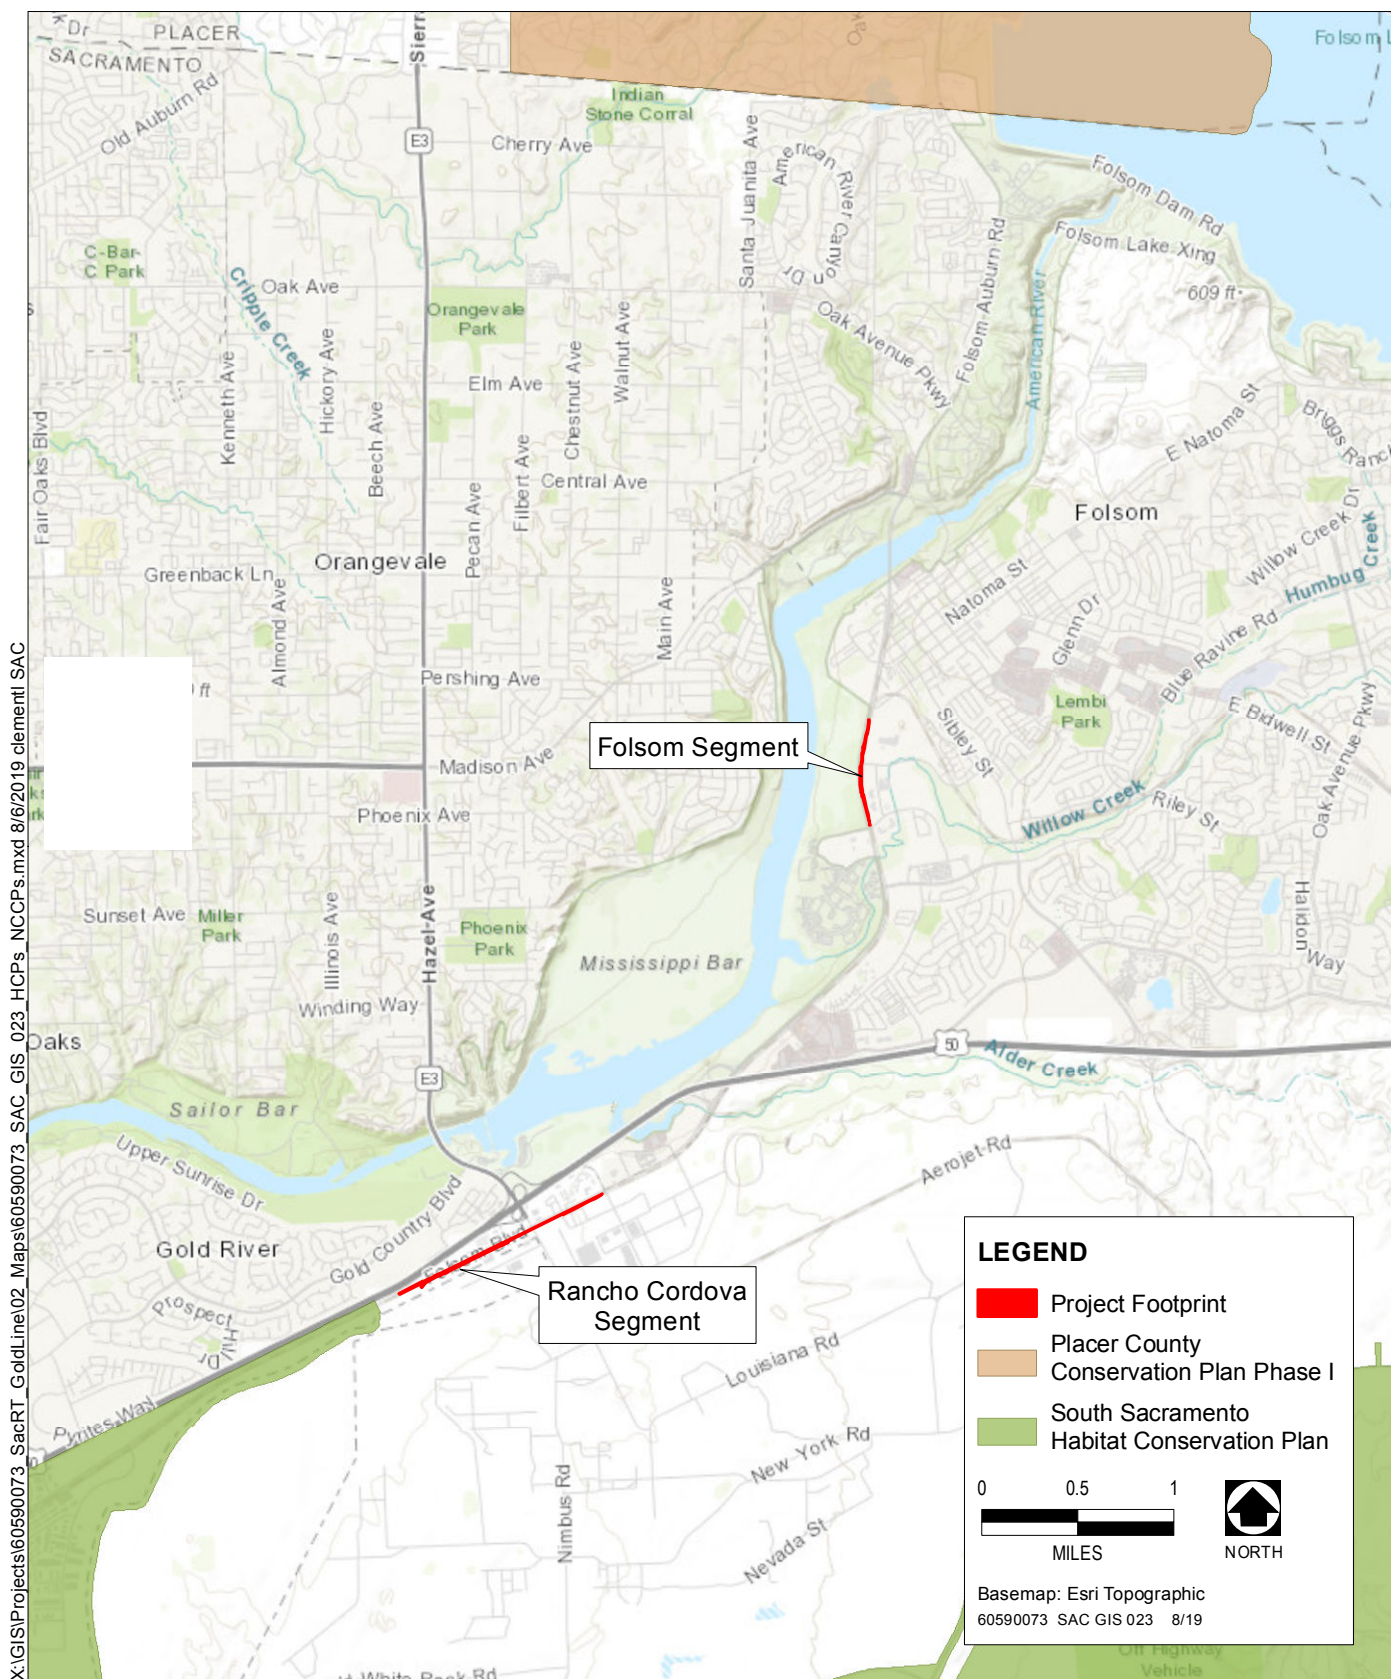 PLACER
SACRAMENTO
Old Auburn Rd
Sierra
E3
Cherry Ave
Indian
Stone Corral
Santa Juanita Ave
American River Canyon Dr
Folsom Dam Rd
Folsom Lake Xing
609 ft
C-Bar-
C Park
Cripple Creek
Oak Ave
Orangevale
Park
Oak Avenue Pkwy
Folsom Auburn Rd
American River
Kenneth Ave
Hickory Ave
Beech Ave
Elm Ave
Chestnut Ave
Walnut Ave
Filbert Ave
Central Ave
Pecan Ave
Fair Oaks Blvd
E Natoma St
Folsom
Willow Creek Dr
Humbug Creek
Greenback Ln
Orangevale
Almond Ave
Main Ave
Natoma St
Glenn Dr
Blue Ravine Rd
ft
Pershing Ave
Lembi
Park
E Bidwell St
Oak Avenue Pkwy
Sibley St
Folsom Segment
Madison Ave
Phoenix Ave
Willow Creek
Riley St
Sunset Ave
Miller
Park
Illinois Ave
Hazel Ave
Phoenix
Park
Mississippi Bar
Halidon Way
Winding Way
Oaks
50
Alder Creek
E3
Sailor Bar
Upper Sunrise Dr
Aerojet Rd
Gold Country Blvd
Gold River
Folsom Blvd
Rancho Cordova
Segment
Prospect Hill Dr
Pyrites Way
Louisiana Rd
New York Rd
Nimbus Rd
Nevada St
White Rock Rd
LEGEND
Project Footprint
Placer County
Conservation Plan Phase I
South Sacramento
Habitat Conservation Plan
0 0.5 1
MILES
NORTH
Basemap: Esri Topographic
60590073 SAC GIS 023 8/19
Off Highway
Vehicle
X:\GIS\Projects\60590073_SacRT_GoldLine\02_Maps\60590073_SAC_GIS_023_HCPs_NCCPs.mxd 8/6/2019 clementl SAC